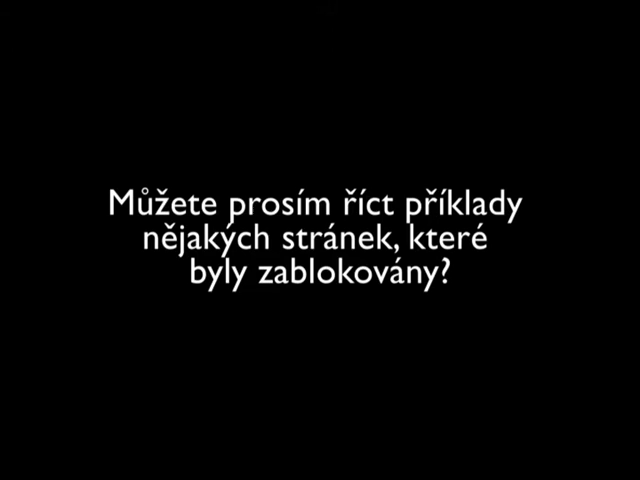 Můžete prosím říct příklady
nějakých stránek, které
byly zablokovány?